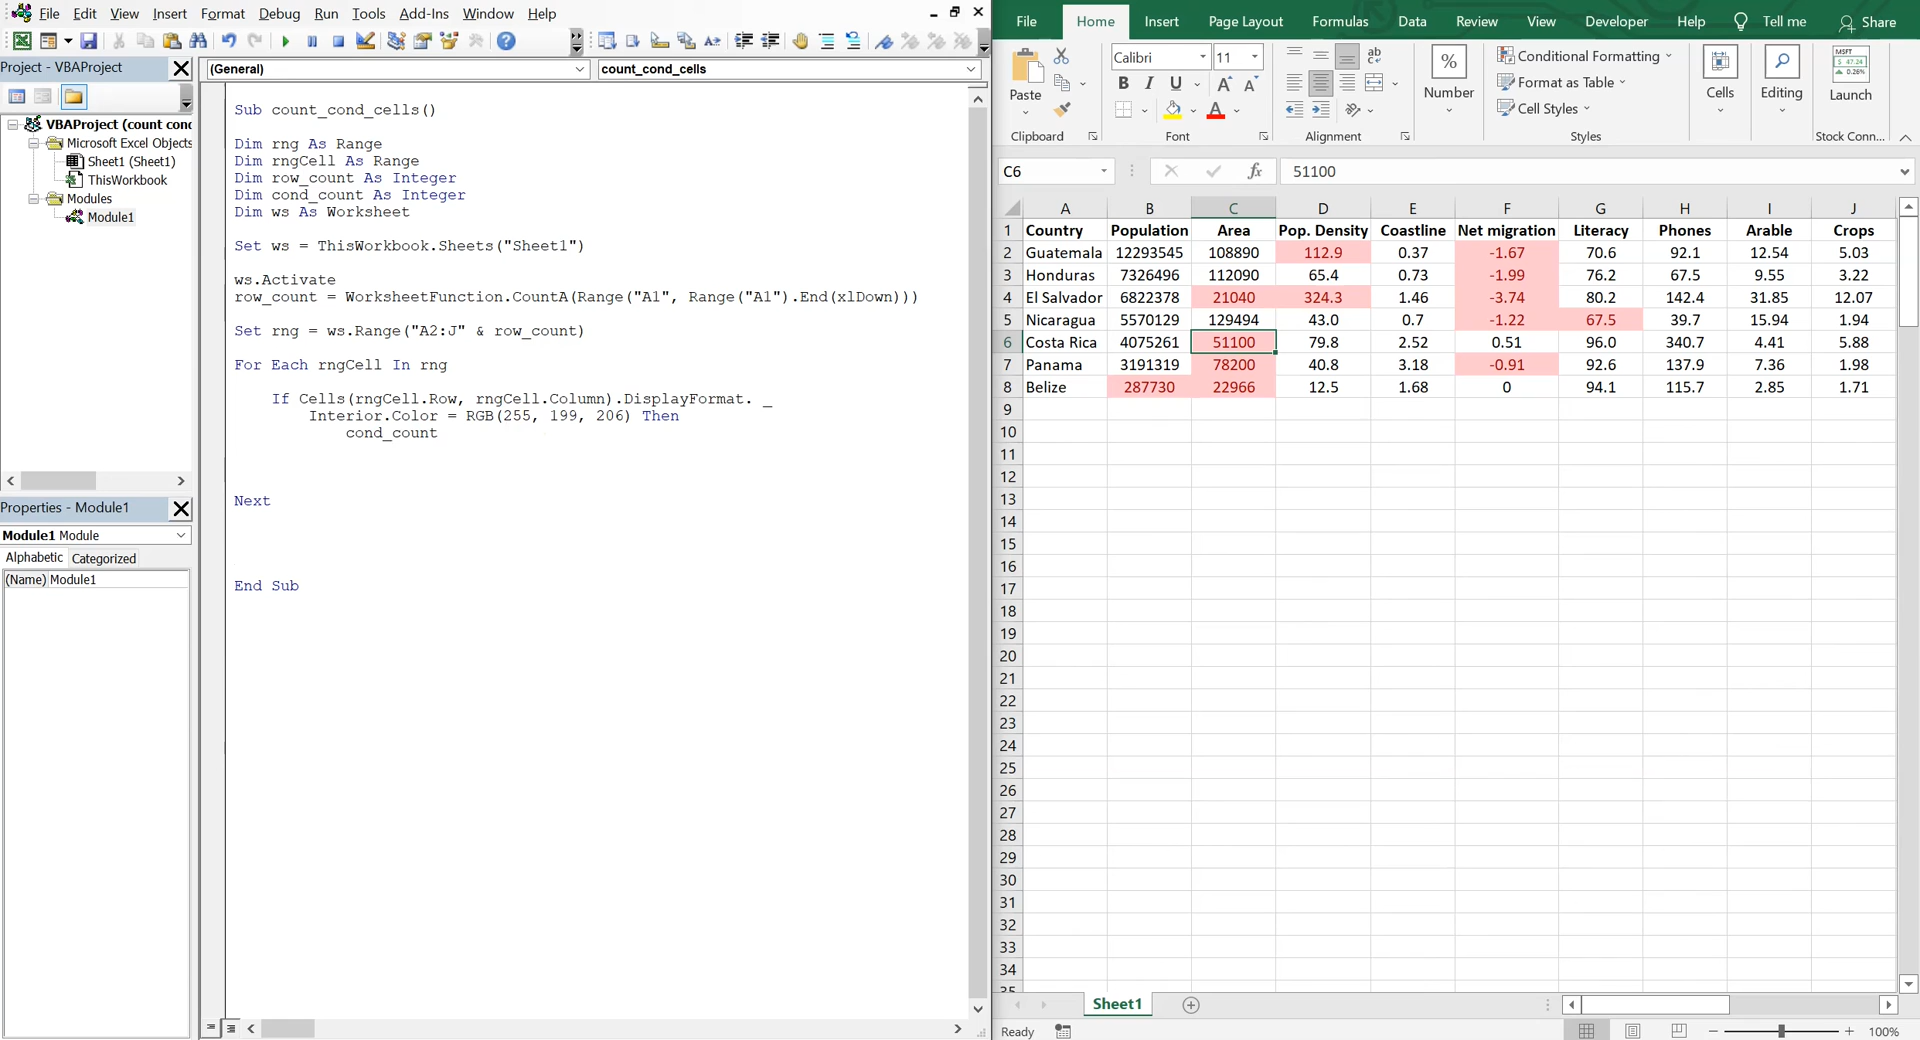 File Edit View Insert Format Debug Run Tools Add-Ins Window Help
Project - VBAProject
VBAProject (count cond
Microsoft Excel Objects
Sheet1 (Sheet1)
ThisWorkbook
Modules
Module1
Properties - Module1
Module1 Module
Alphabetic Categorized
(Name) Module1
(General) count_cond_cells
Sub count_cond_cells()
Dim rng As Range
Dim rngCell As Range
Dim row_count As Integer
Dim cond_count As Integer
Dim ws As Worksheet
Set ws = ThisWorkbook.Sheets("Sheet1")
ws.Activate
row_count = WorksheetFunction.CountA(Range("A1", Range("A1").End(xlDown)))
Set rng = ws.Range("A2:J" & row_count)
For Each rngCell In rng
If Cells(rngCell.Row, rngCell.Column).DisplayFormat. _
Interior.Color = RGB(255, 199, 206) Then
cond_count
Next
End Sub
File Home Insert Page Layout Formulas Data Review View Developer Help Tell me Share
Calibri 11
Paste
B I U
A A
A
ab
%
Number
Conditional Formatting
Format as Table
Cell Styles
Cells
Editing
MSFT
47.24
0.26%
Launch
Clipboard Font Alignment Styles Stock Conn...
C6 fx 51100
A B C D E F G H I J
1 Country Population Area Pop. Density Coastline Net migration Literacy Phones Arable Crops
2 Guatemala 12293545 108890 112.9 0.37 -1.67 70.6 92.1 12.54 5.03
3 Honduras 7326496 112090 65.4 0.73 -1.99 76.2 67.5 9.55 3.22
4 El Salvador 6822378 21040 324.3 1.46 -3.74 80.2 142.4 31.85 12.07
5 Nicaragua 5570129 129494 43.0 0.7 -1.22 67.5 39.7 15.94 1.94
6 Costa Rica 4075261 51100 79.8 2.52 0.51 96.0 340.7 4.41 5.88
7 Panama 3191319 78200 40.8 3.18 -0.91 92.6 137.9 7.36 1.98
8 Belize 287730 22966 12.5 1.68 0 94.1 115.7 2.85 1.71
9
10
11
12
13
14
15
16
17
18
19
20
21
22
23
24
25
26
27
28
29
30
31
32
33
34
35
Sheet1
Ready 100%